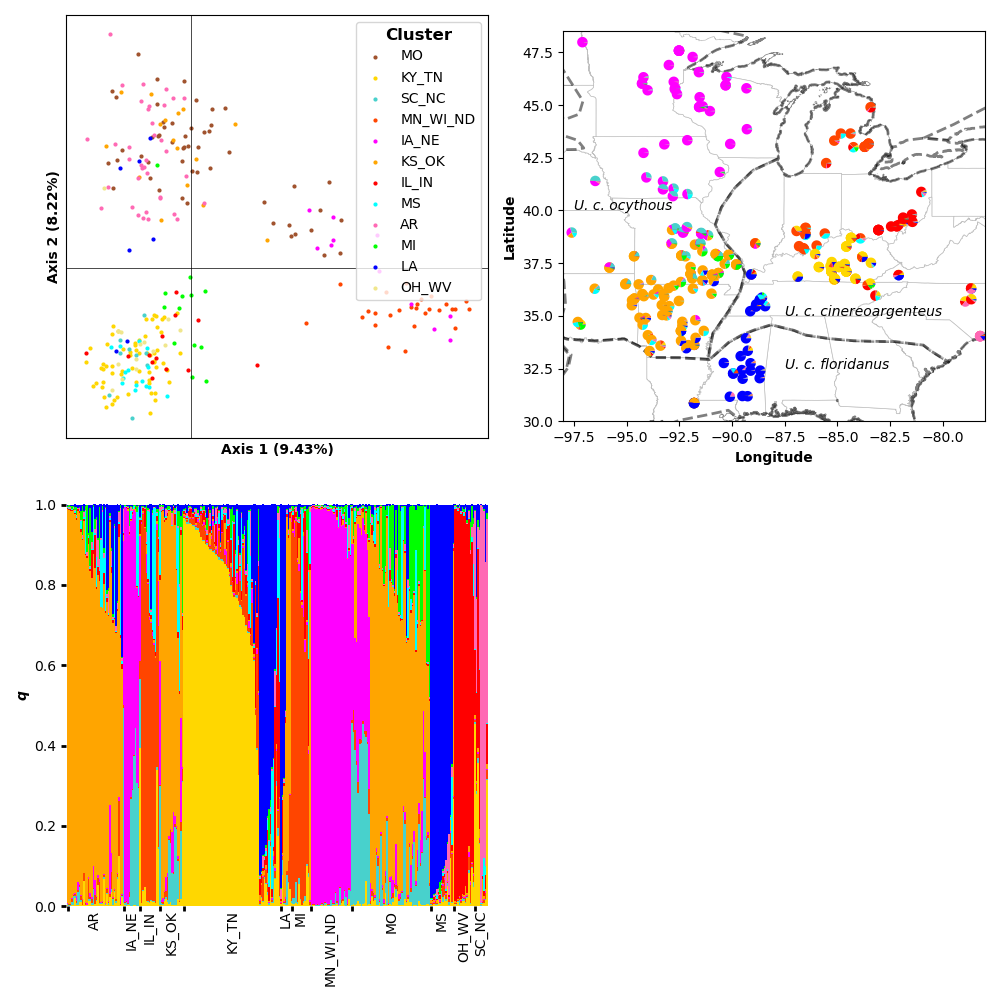 Cluster
MO
KY_TN
SC_NC
MN_WI_ND
IA_NE
KS_OK
IL_IN
MS
AR
MI
LA
OH_WV
Axis 2 (8.22%)
Axis 1 (9.43%)
47.5
45.0
42.5
40.0
37.5
35.0
32.5
30.0
Latitude
U. c. ocythous
U. c. cinereoargenteus
U. c. floridanus
−97.5 −95.0 −92.5 −90.0 −87.5 −85.0 −82.5 −80.0
Longitude
1.0
0.8
0.6
0.4
0.2
0.0
q
AR
IA_NE
IL_IN
KS_OK
KY_TN
LA
MI
MN_WI_ND
MO
MS
OH_WV
SC_NC